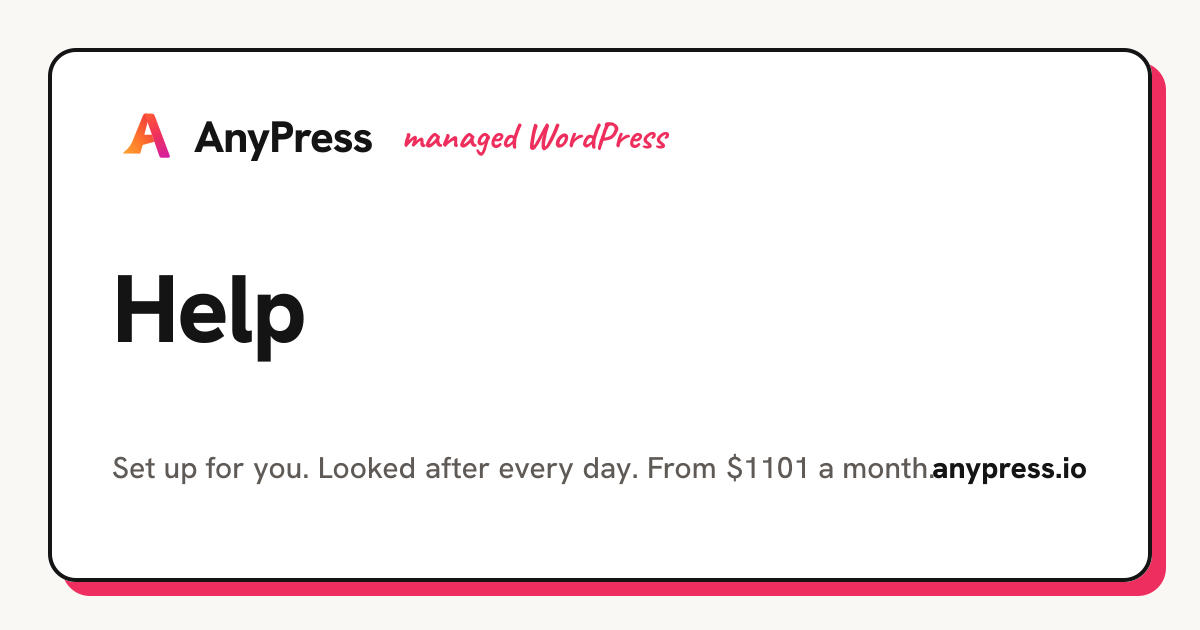 AnyPress managed WordPress
Help
Set up for you. Looked after every day. From $1101 a month.anypress.io